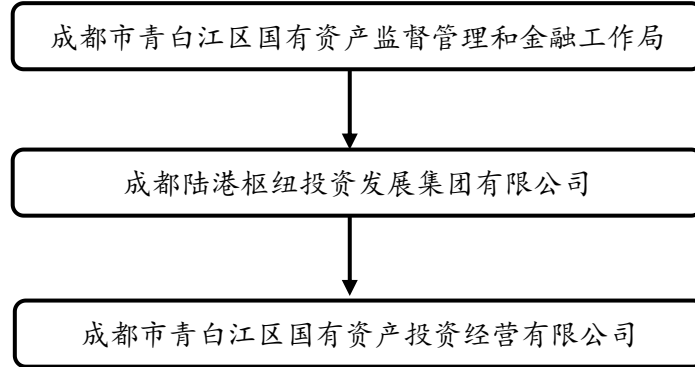 成都市青白江区国有资产监督管理和金融工作局
成都陆港枢纽投资发展集团有限公司
成都市青白江区国有资产投资经营有限公司